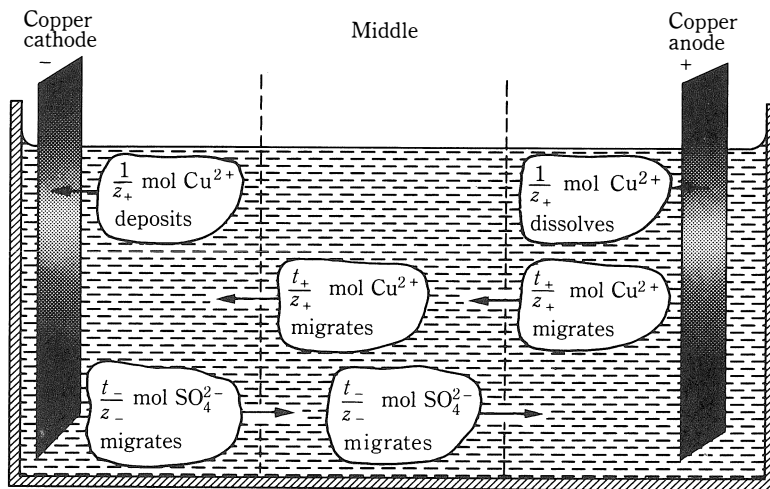 Copper
cathode
−
Middle
Copper
anode
+
1/z₊ mol Cu²⁺
deposits
1/z₊ mol Cu²⁺
dissolves
t₊/z₊ mol Cu²⁺
migrates
t₊/z₊ mol Cu²⁺
migrates
t₋/z₋ mol SO₄²⁻
migrates
t₋/z₋ mol SO₄²⁻
migrates